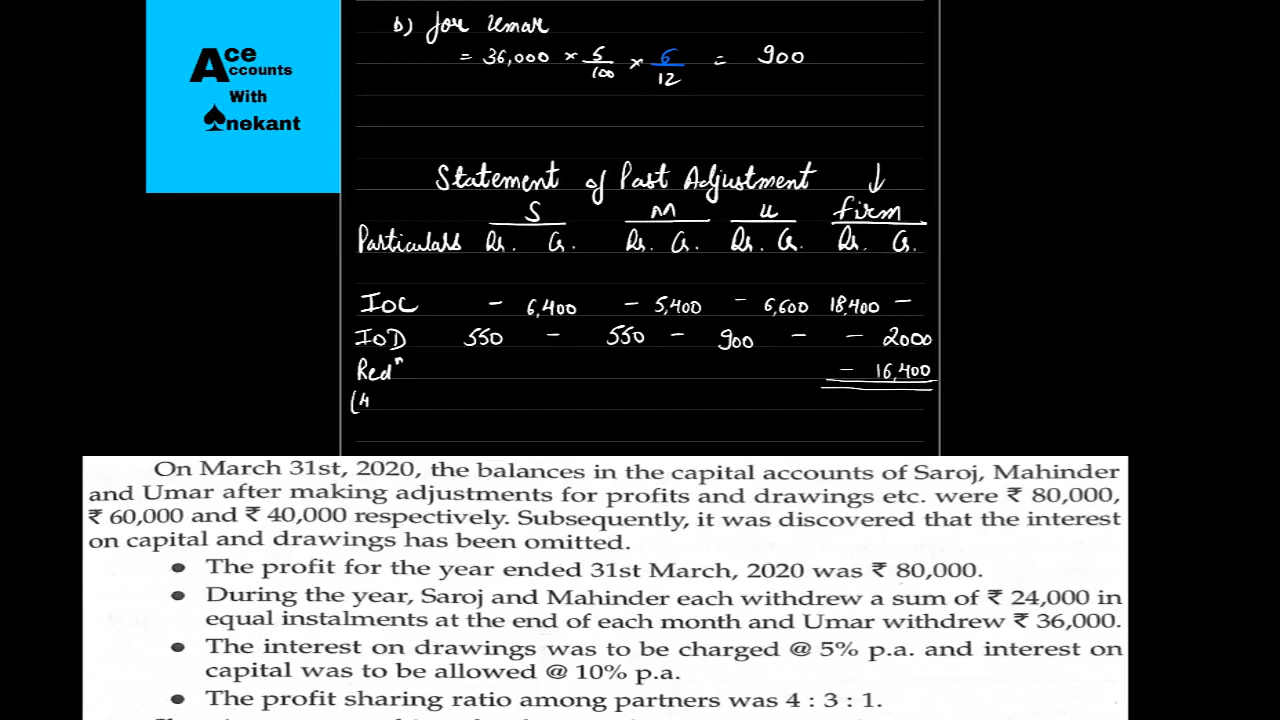 Ace
Accounts
With
Anekant
b) for Umar
= 36,000 × 5/100 × 6/12 = 900
Statement of Past Adjustment ↓
S M U firm
Particulars Dr. Cr. Dr. Cr. Dr. Cr. Dr. Cr.
IOC - 6,400 - 5,400 - 6,600 18,400 -
IOD 550 - 550 - 900 - - 2000
Redⁿ - 16,400
(4
On March 31st, 2020, the balances in the capital accounts of Saroj, Mahinder
and Umar after making adjustments for profits and drawings etc. were ₹ 80,000,
₹ 60,000 and ₹ 40,000 respectively. Subsequently, it was discovered that the interest
on capital and drawings has been omitted.
● The profit for the year ended 31st March, 2020 was ₹ 80,000.
● During the year, Saroj and Mahinder each withdrew a sum of ₹ 24,000 in
equal instalments at the end of each month and Umar withdrew ₹ 36,000.
● The interest on drawings was to be charged @ 5% p.a. and interest on
capital was to be allowed @ 10% p.a.
● The profit sharing ratio among partners was 4 : 3 : 1.